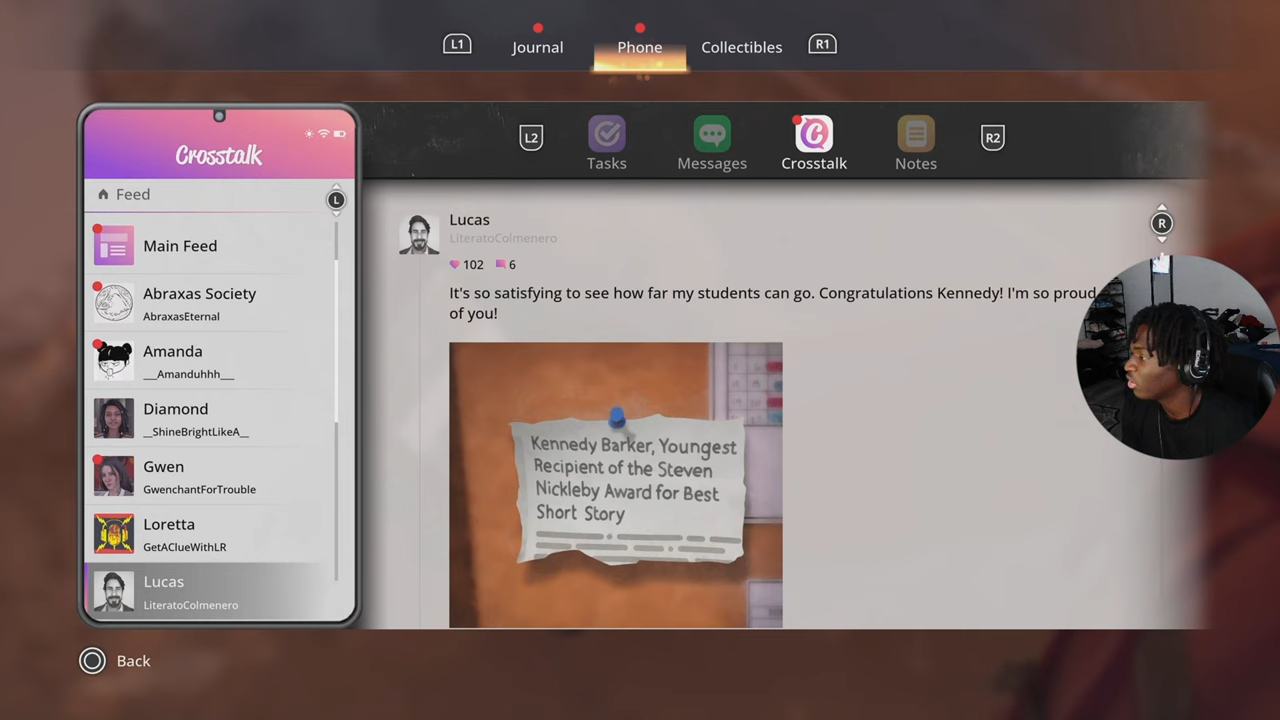 L1
Journal
Phone
Collectibles
R1
Crosstalk
Feed
L
Main Feed
Abraxas Society
AbraxasEternal
Amanda
___Amanduhhh___
Diamond
__ShineBrightLikeA__
Gwen
GwenchantForTrouble
Loretta
GetAClueWithLR
Lucas
LiteratoColmenero
L2
Tasks
Messages
Crosstalk
Notes
R2
Lucas
LiteratoColmenero
102 6
R
It's so satisfying to see how far my students can go. Congratulations Kennedy! I'm so proud
of you!
Kennedy Barker, Youngest
Recipient of the Steven
Nickleby Award for Best
Short Story
Back